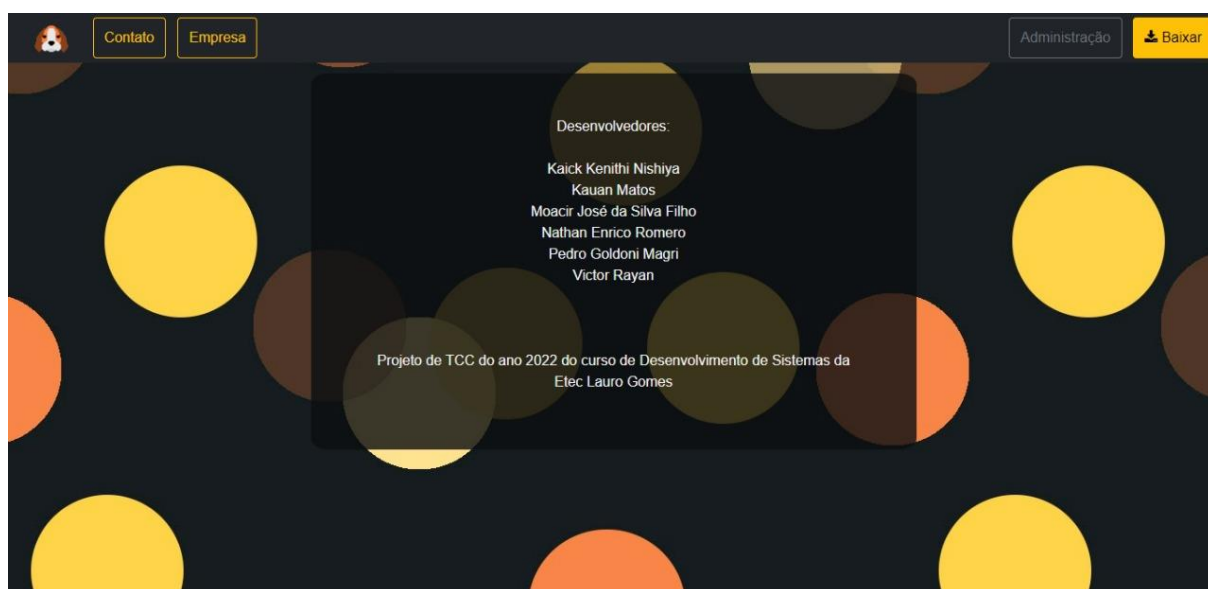 Contato
Empresa
Administração
Baixar
Desenvolvedores:
Kaick Kenithi Nishiya
Kauan Matos
Moacir José da Silva Filho
Nathan Enrico Romero
Pedro Goldoni Magri
Victor Rayan
Projeto de TCC do ano 2022 do curso de Desenvolvimento de Sistemas da
Etec Lauro Gomes